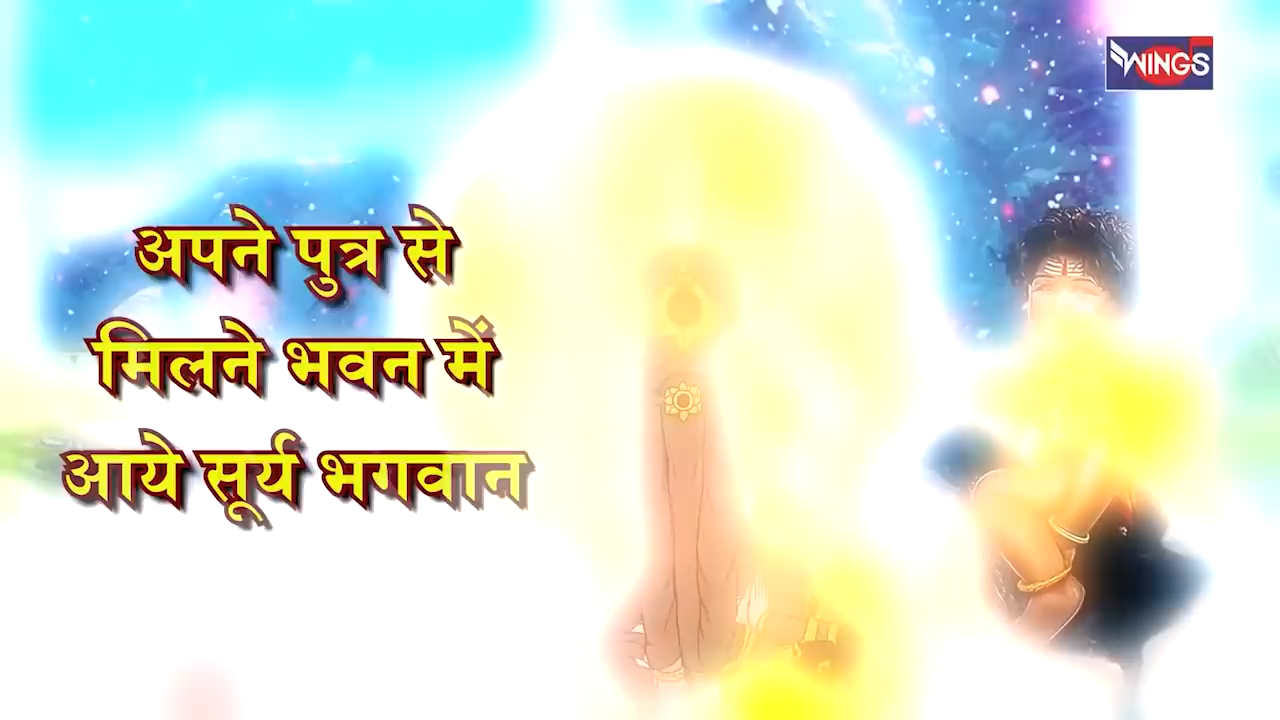 WINGS
अपने पुत्र से
मिलने भवन में
आये सूर्य भगवान